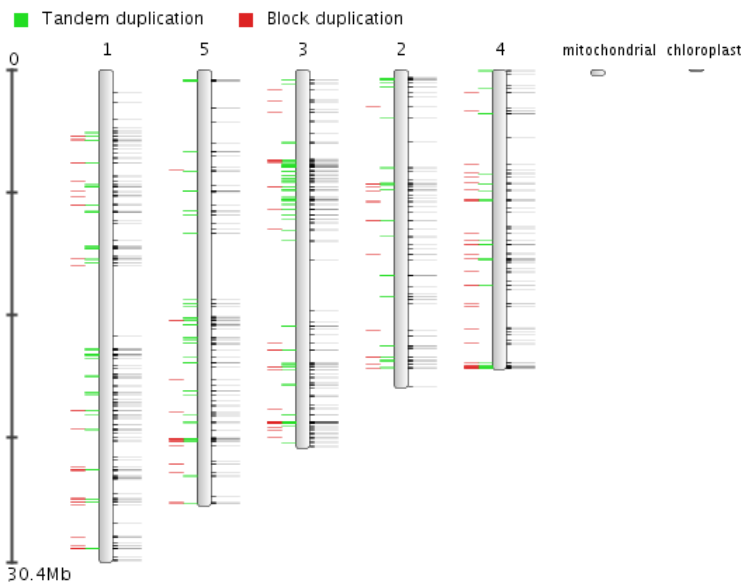 Tandem duplication Block duplication
0 1 5 3 2 4 mitochondrial chloroplast
30.4Mb